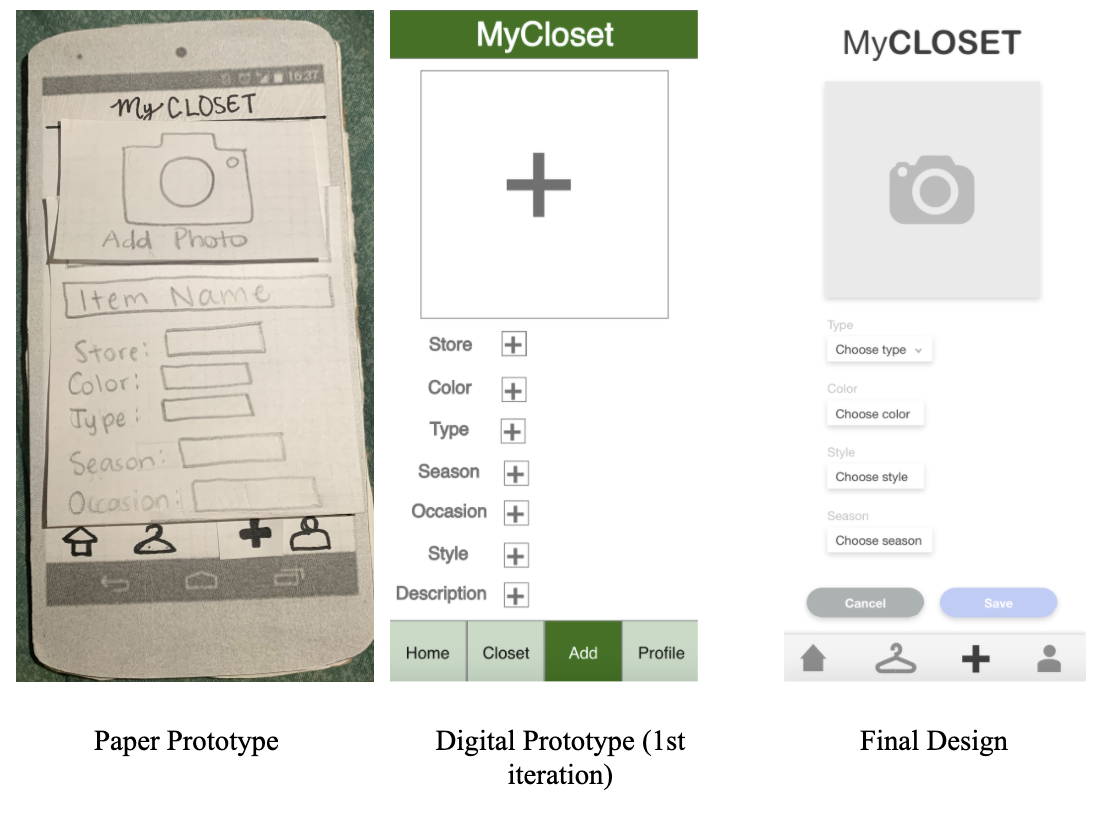 16:37
My CLOSET
Add Photo
Item Name
Store:
Color:
Type:
Season:
Occasion:
MyCloset
Store
Color
Type
Season
Occasion
Style
Description
Home Closet Add Profile
MyCLOSET
Type
Choose type
Color
Choose color
Style
Choose style
Season
Choose season
Cancel Save
Paper Prototype
Digital Prototype (1st
iteration)
Final Design